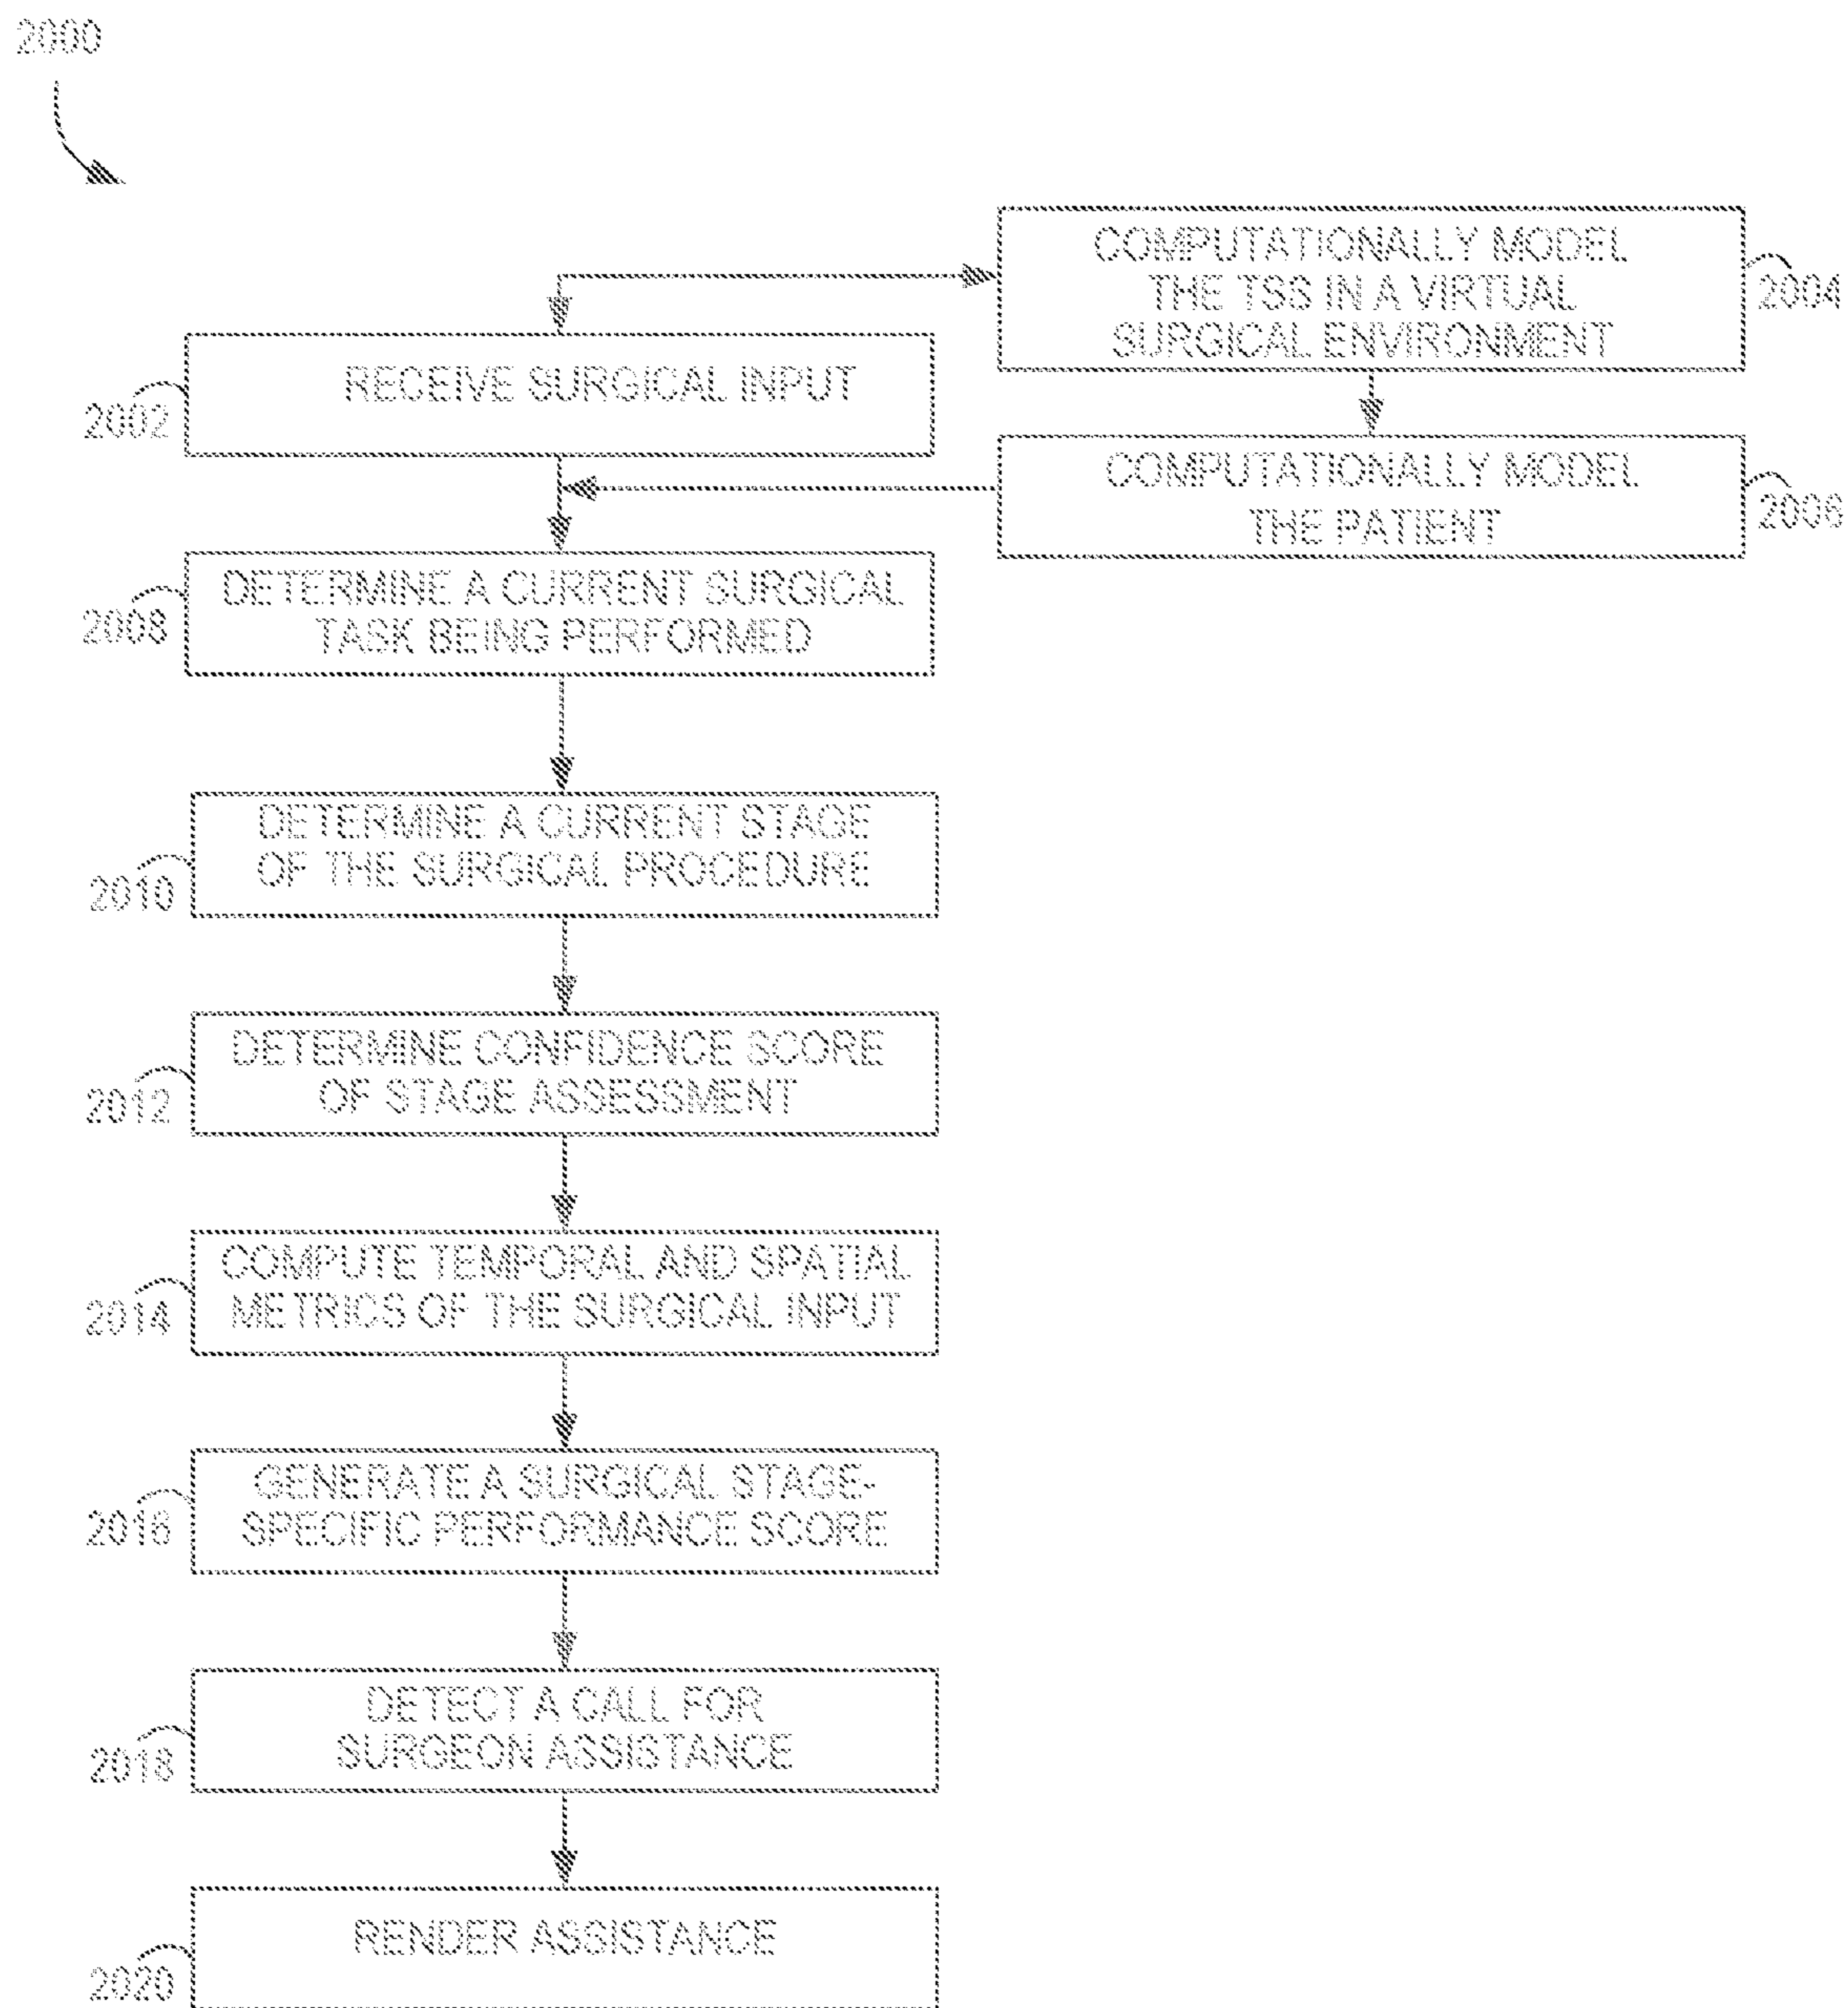 2000
COMPUTATIONALLY MODEL
THE TSS IN A VIRTUAL
SURGICAL ENVIRONMENT
2004
RECEIVE SURGICAL INPUT
2002
COMPUTATIONALLY MODEL
THE PATIENT
2006
DETERMINE A CURRENT SURGICAL
TASK BEING PERFORMED
2008
DETERMINE A CURRENT STAGE
OF THE SURGICAL PROCEDURE
2010
DETERMINE CONFIDENCE SCORE
OF STAGE ASSESSMENT
2012
COMPUTE TEMPORAL AND SPATIAL
METRICS OF THE SURGICAL INPUT
2014
GENERATE A SURGICAL STAGE-
SPECIFIC PERFORMANCE SCORE
2016
DETECT A CALL FOR
SURGEON ASSISTANCE
2018
RENDER ASSISTANCE
2020